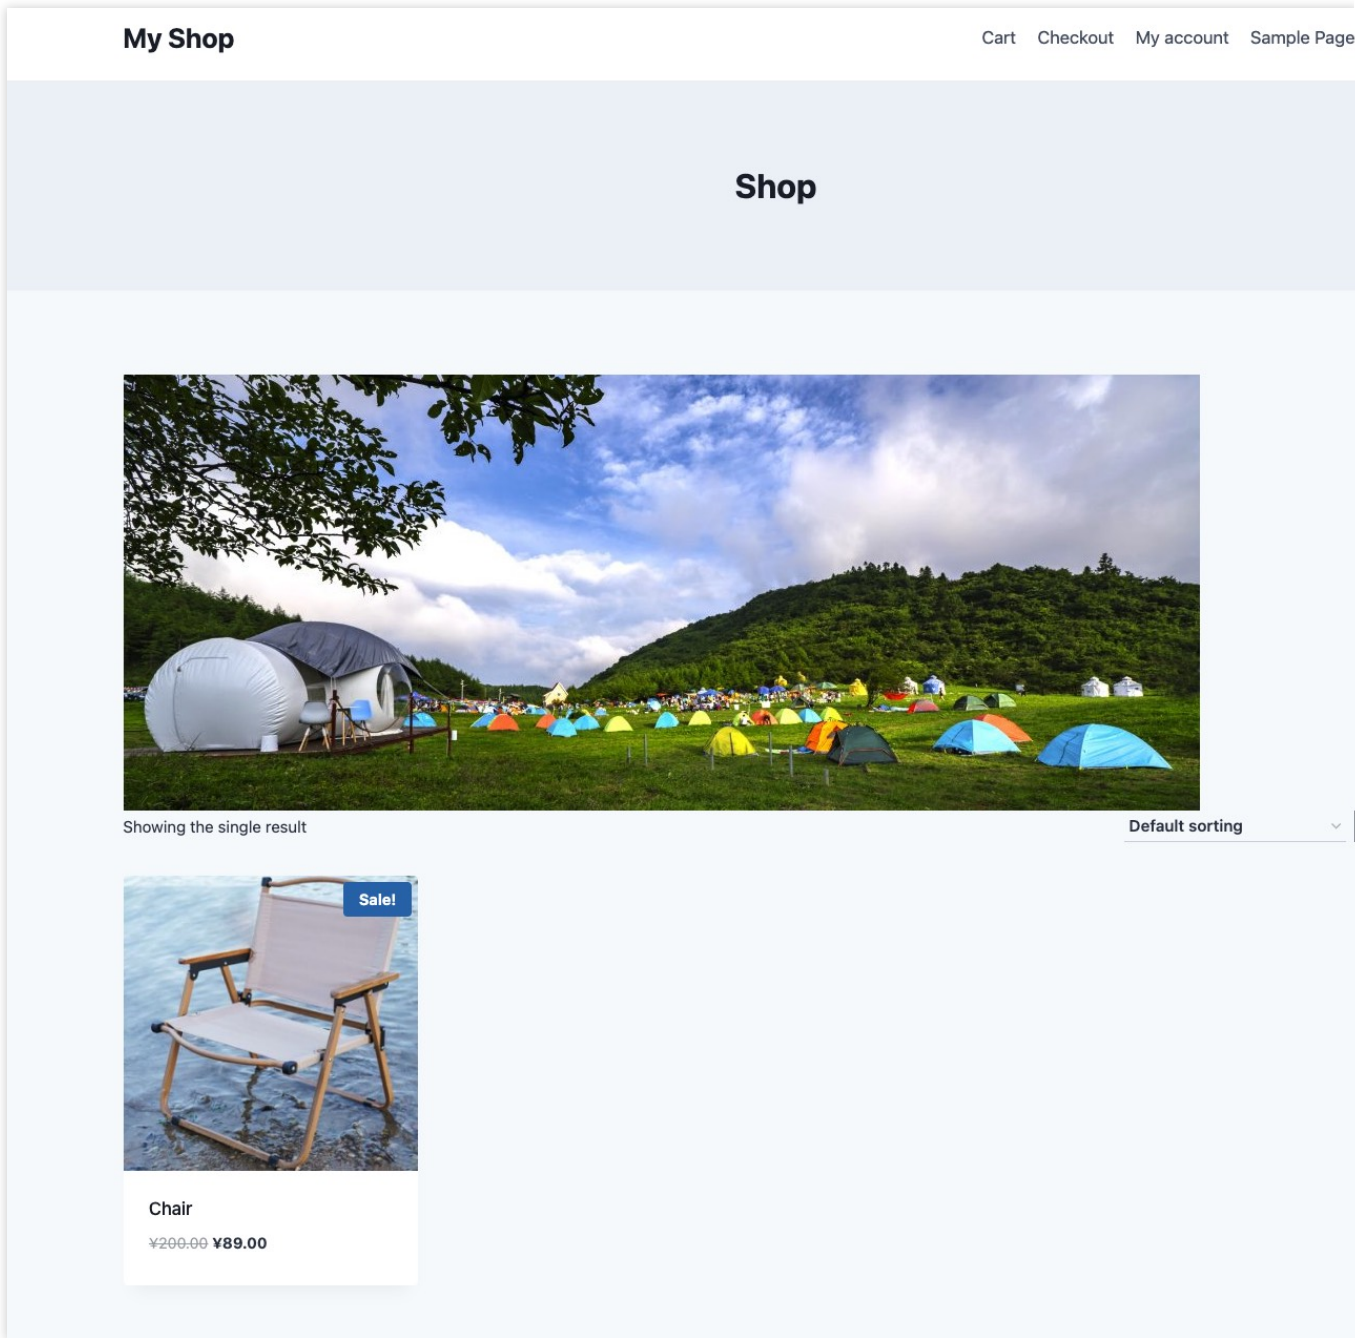 My Shop
Cart Checkout My account Sample Page
Shop
Showing the single result
Default sorting
Sale!
Chair
¥200.00 ¥89.00